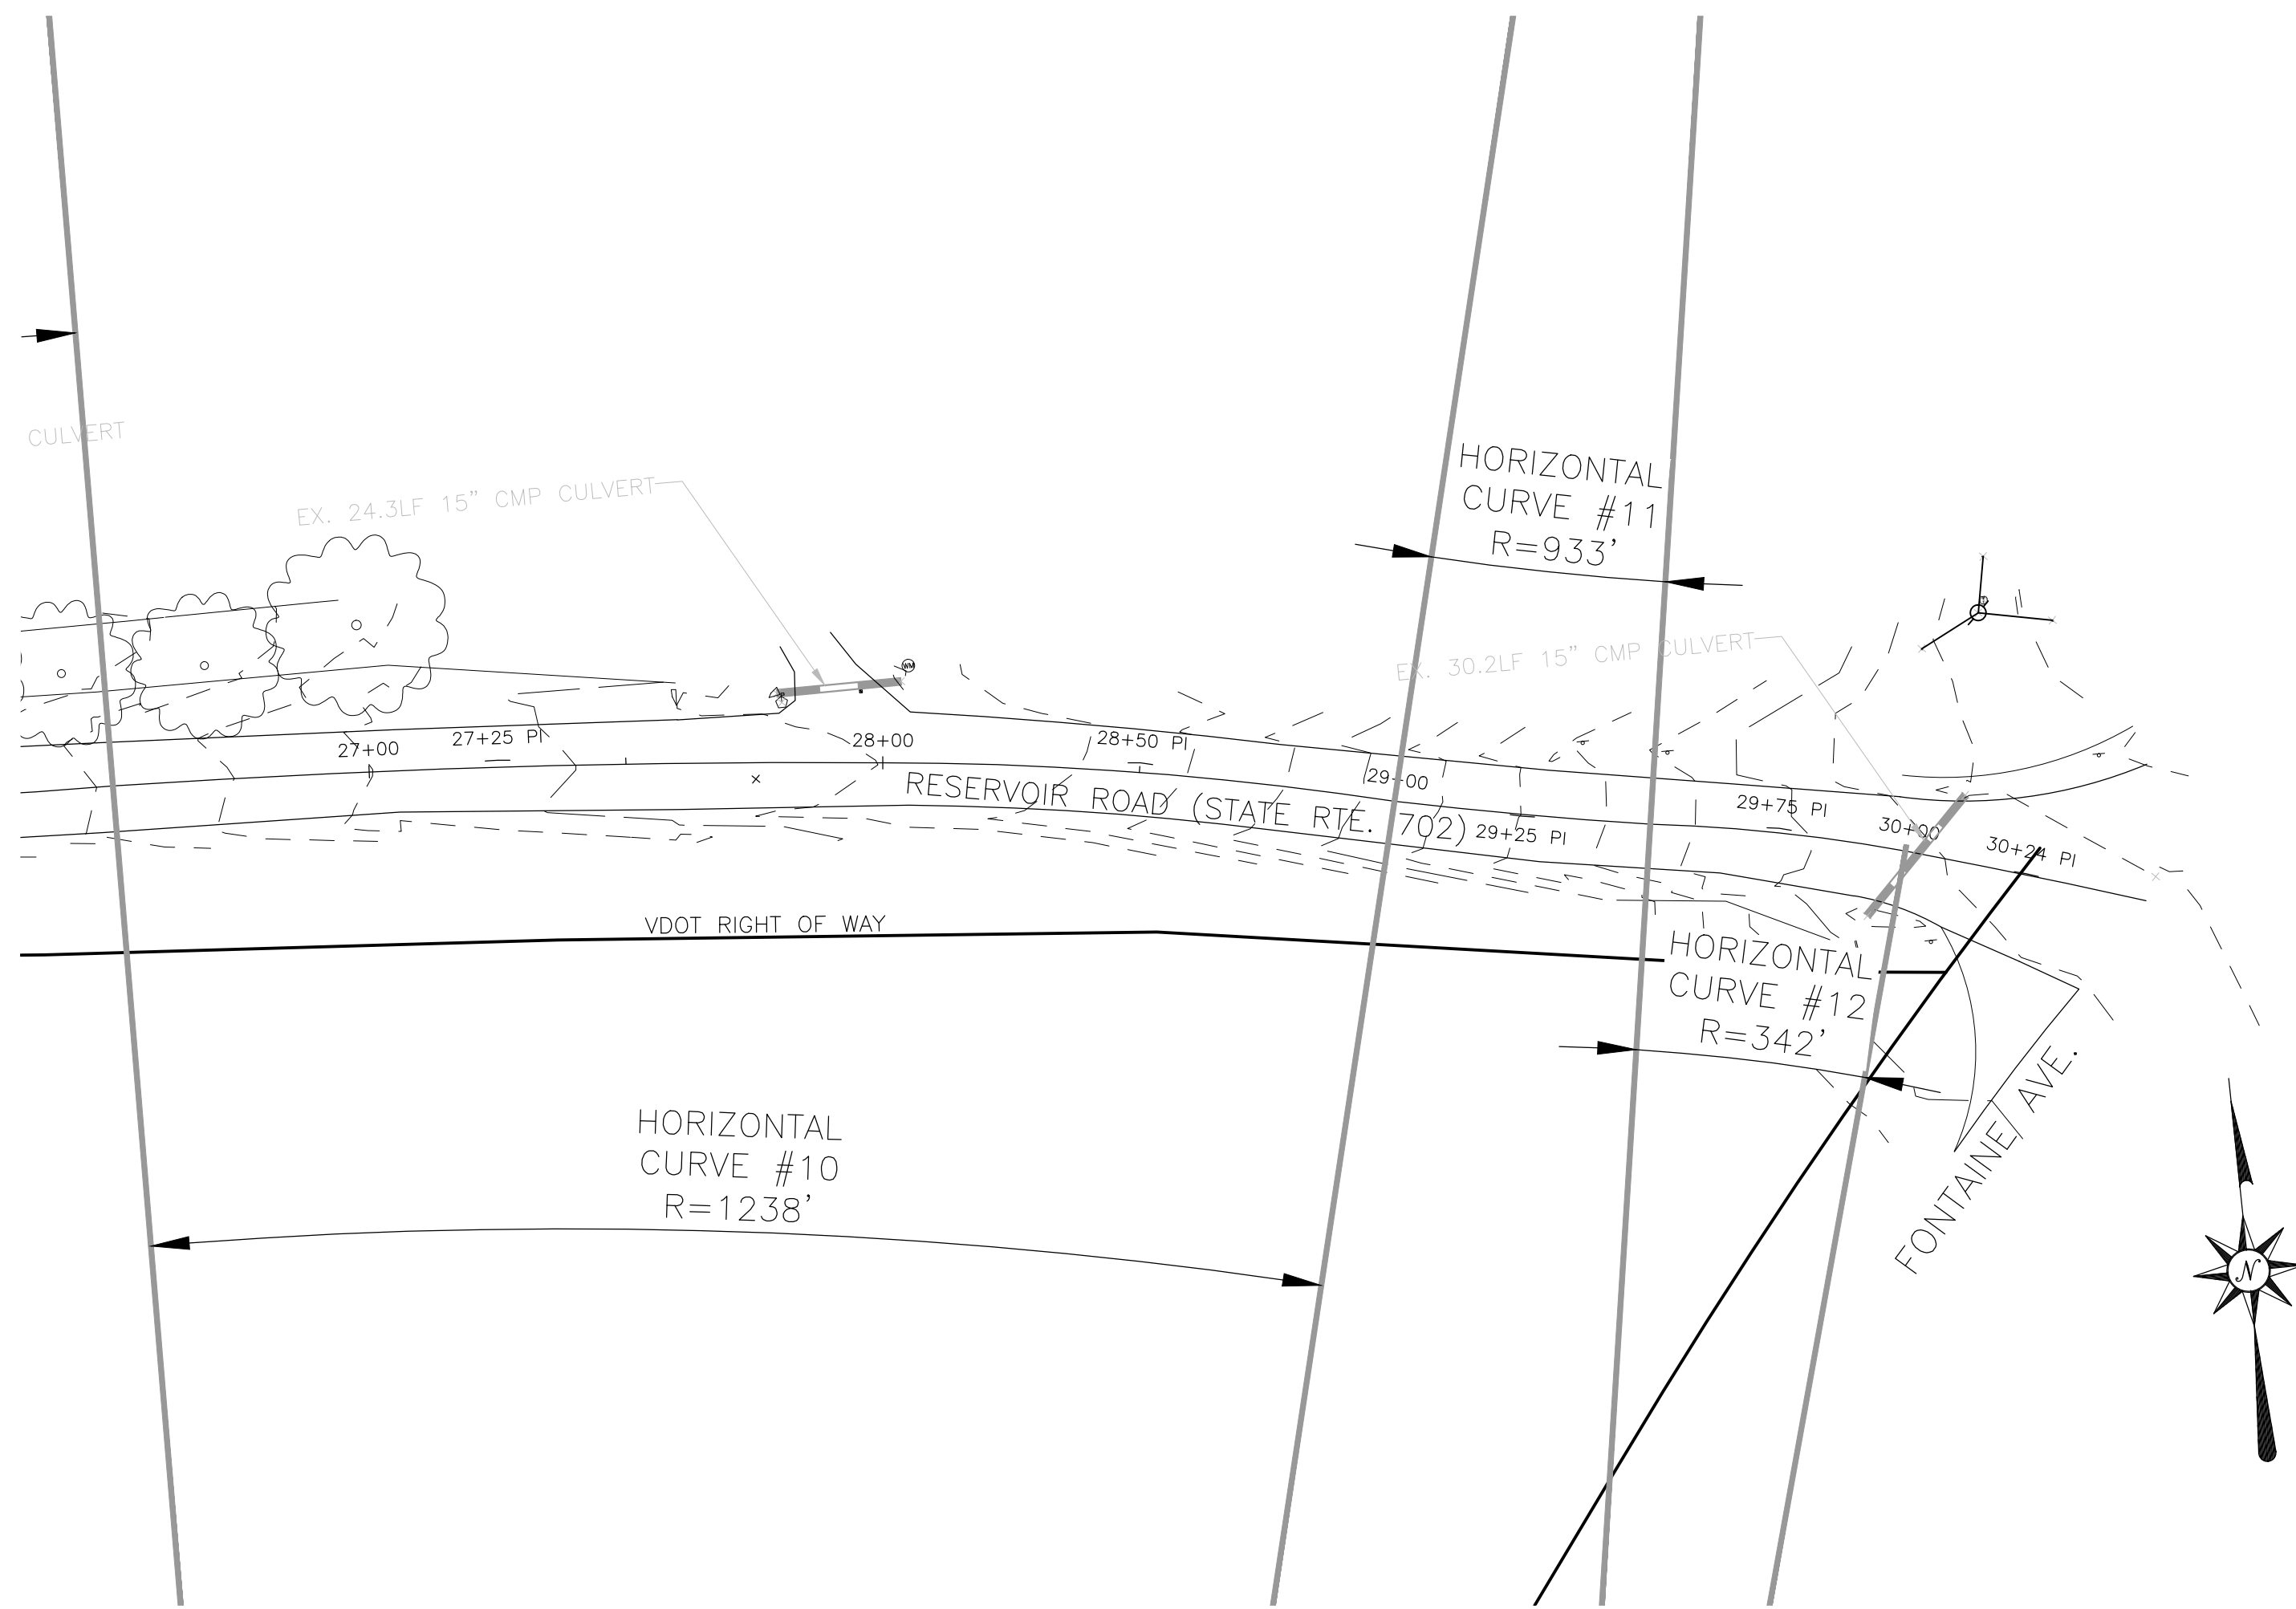 HORIZONTAL
CURVE #11
R=933'
CULVERT
EX. 24.3LF 15" CMP CULVERT
EX. 30.2LF 15" CMP CULVERT
WM
27+00
27+25 PI
28+00
28+50 PI
29+00
29+25 PI
29+75 PI
30+00
30+24 PI
RESERVOIR ROAD (STATE RTE. 702)
VDOT RIGHT OF WAY
HORIZONTAL
CURVE #12
R=342'
HORIZONTAL
CURVE #10
R=1238'
FONTAINE AVE.
N